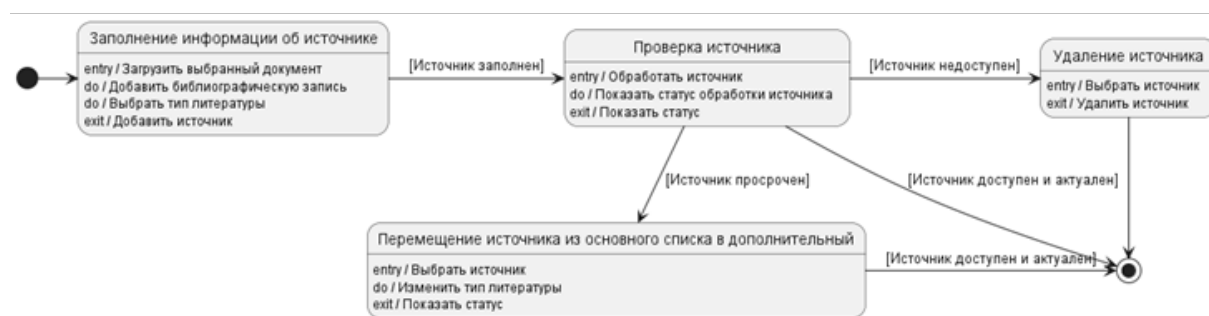 Заполнение информации об источнике
entry / Загрузить выбранный документ
do / Добавить библиографическую запись
do / Выбрать тип литературы
exit / Добавить источник
[Источник заполнен]
Проверка источника
entry / Обработать источник
do / Показать статус обработки источника
exit / Показать статус
[Источник недоступен]
Удаление источника
entry / Выбрать источник
exit / Удалить источник
[Источник просрочен]
[Источник доступен и актуален]
Перемещение источника из основного списка в дополнительный
entry / Выбрать источник
do / Изменить тип литературы
exit / Показать статус
[Источник доступен и актуален]